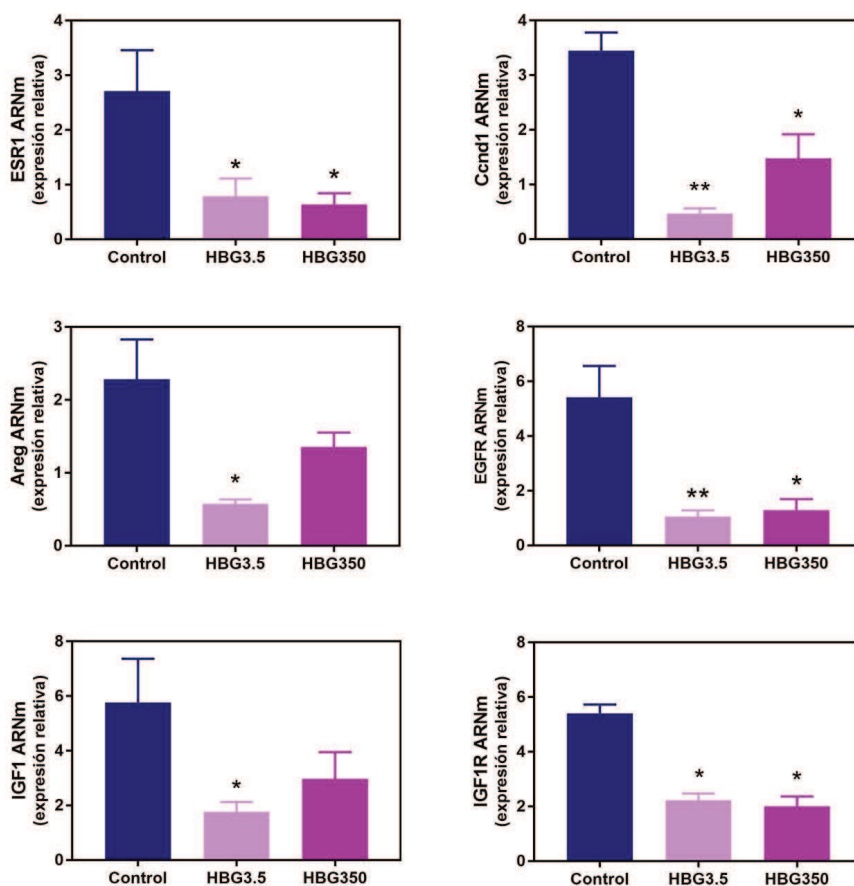 ESR1 ARNm
(expresión relativa)
4
3
2
1
0
*
*
Control
HBG3.5
HBG350
Ccnd1 ARNm
(expresión relativa)
4
3
2
1
0
**
*
Control
HBG3.5
HBG350
Areg ARNm
(expresión relativa)
3
2
1
0
*
Control
HBG3.5
HBG350
EGFR ARNm
(expresión relativa)
8
6
4
2
0
**
*
Control
HBG3.5
HBG350
IGF1 ARNm
(expresión relativa)
8
6
4
2
0
*
Control
HBG3.5
HBG350
IGF1R ARNm
(expresión relativa)
8
6
4
2
0
*
*
Control
HBG3.5
HBG350